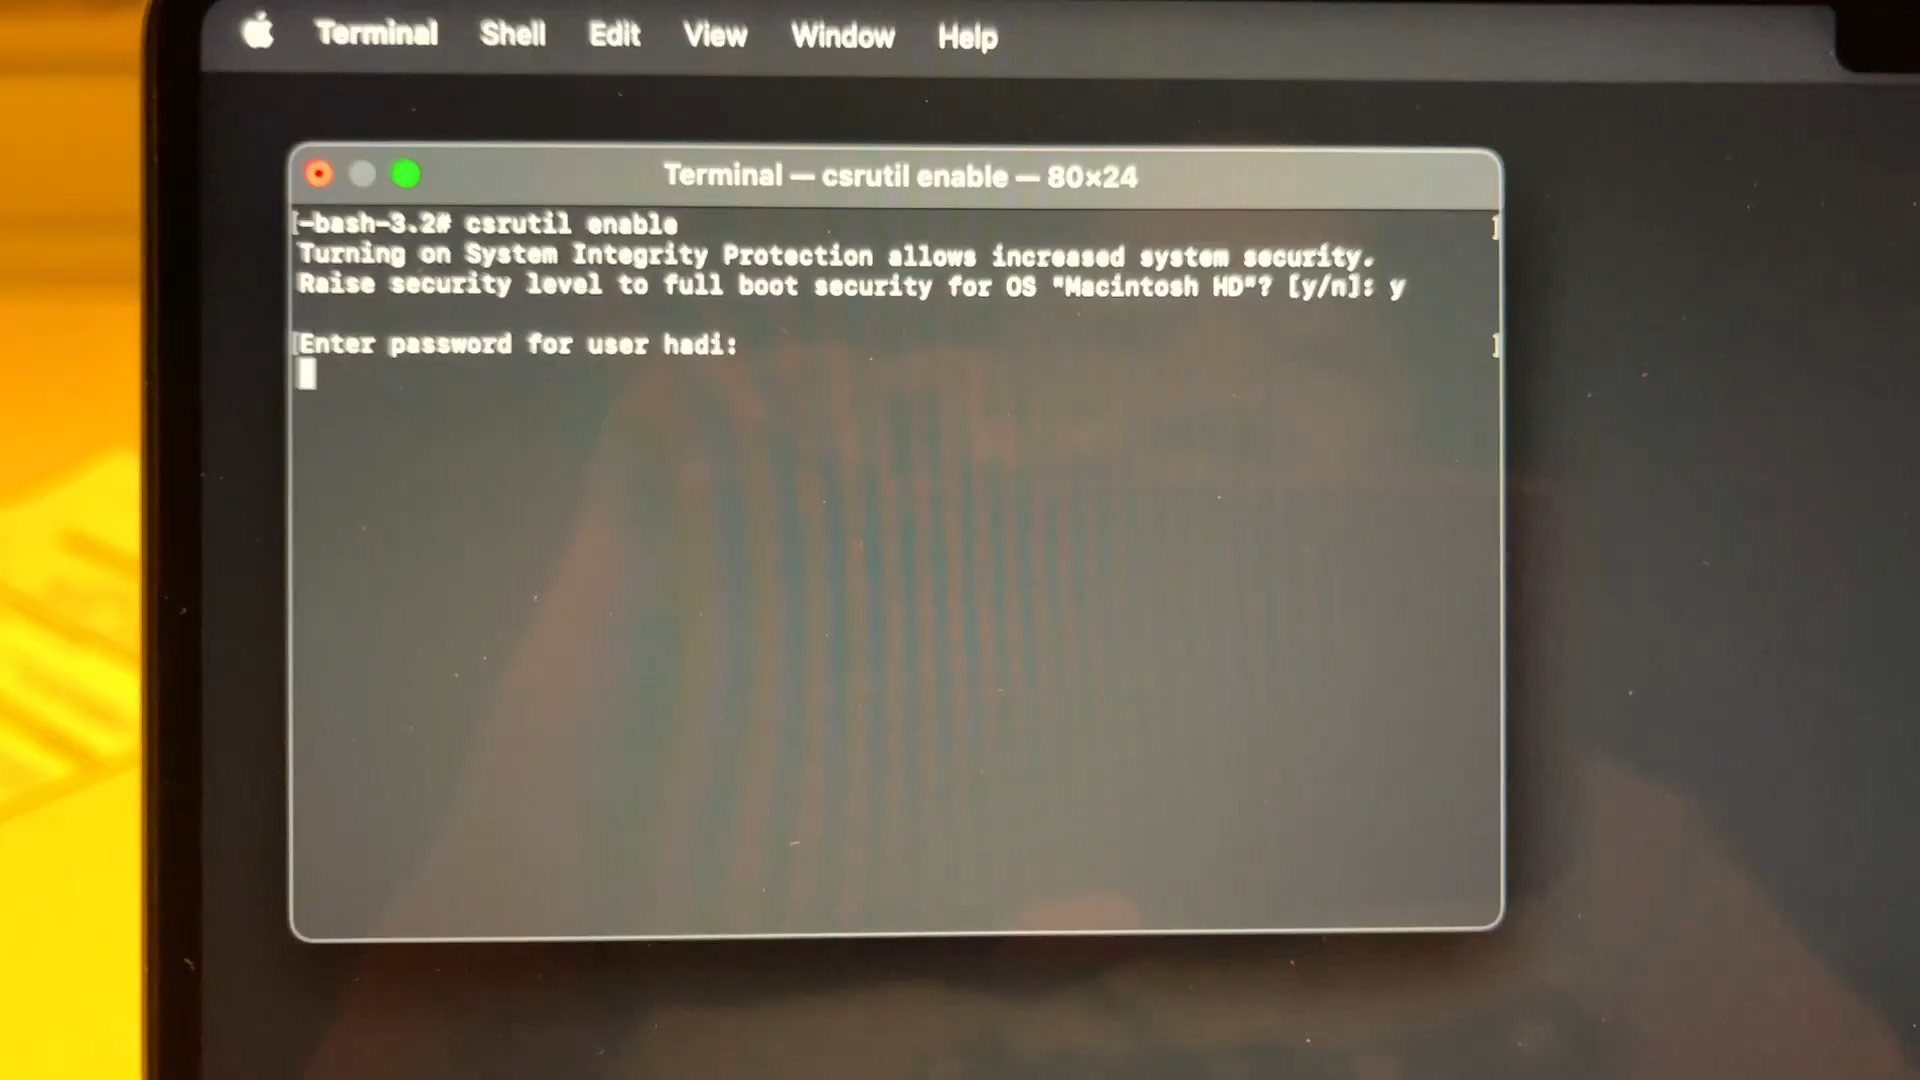 Terminal Shell Edit View Window Help
Terminal — csrutil enable — 80×24
[-bash-3.2# csrutil enable ]
Turning on System Integrity Protection allows increased system security.
Raise security level to full boot security for OS "Macintosh HD"? [y/n]: y
[Enter password for user hadi: ]